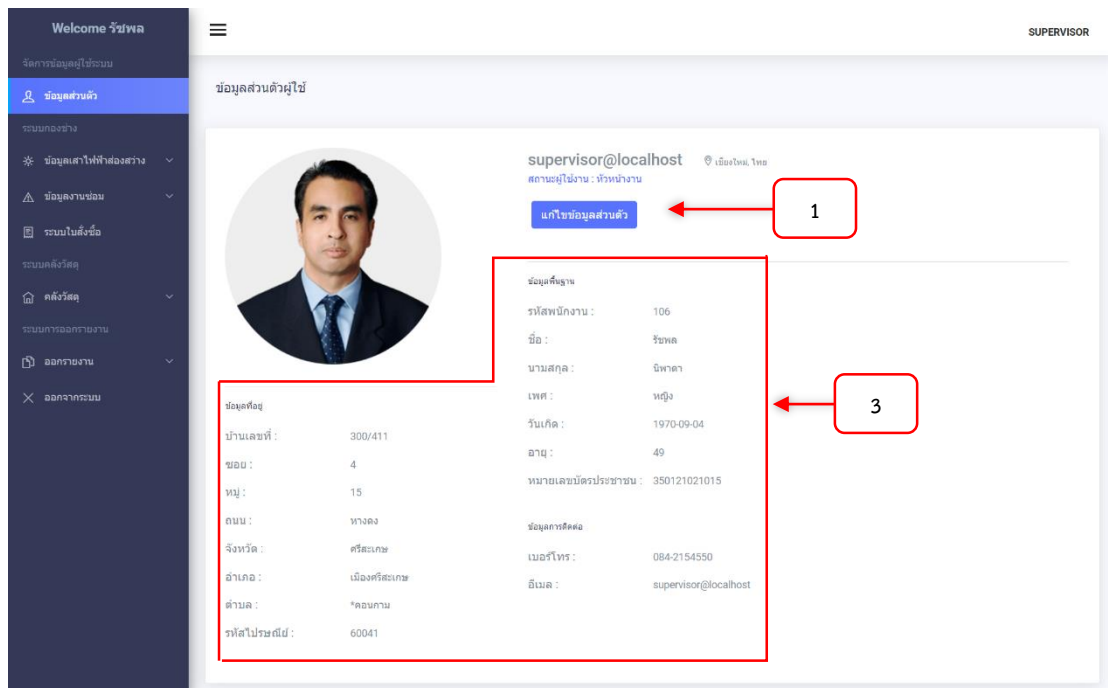 Welcome รัชพล
SUPERVISOR
จัดการข้อมูลผู้ใช้ระบบ
ข้อมูลส่วนตัว
ระบบกองช่าง
ข้อมูลเสาไฟฟ้าส่องสว่าง
ข้อมูลงานซ่อม
ระบบใบสั่งซื้อ
ระบบคลังวัสดุ
คลังวัสดุ
ระบบการออกรายงาน
ออกรายงาน
ออกจากระบบ
ข้อมูลส่วนตัวผู้ใช้
supervisor@localhost เชียงใหม่, ไทย
สถานะผู้ใช้งาน : หัวหน้างาน
แก้ไขข้อมูลส่วนตัว
1
ข้อมูลพื้นฐาน
รหัสพนักงาน : 106
ชื่อ : รัชพล
นามสกุล : นิพาดา
เพศ : หญิง
วันเกิด : 1970-09-04
อายุ : 49
หมายเลขบัตรประชาชน : 350121021015
3
ข้อมูลการติดต่อ
เบอร์โทร : 084-2154550
อีเมล : supervisor@localhost
ข้อมูลที่อยู่
บ้านเลขที่ : 300/411
ซอย : 4
หมู่ : 15
ถนน : หางดง
จังหวัด : ศรีสะเกษ
อำเภอ : เมืองศรีสะเกษ
ตำบล : *คอนกาม
รหัสไปรษณีย์ : 60041